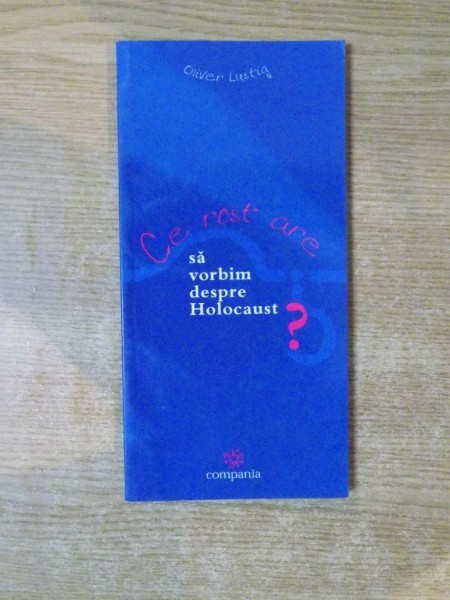 Oliver Lustig
Ce rost are
să
vorbim
despre
Holocaust
?
compania